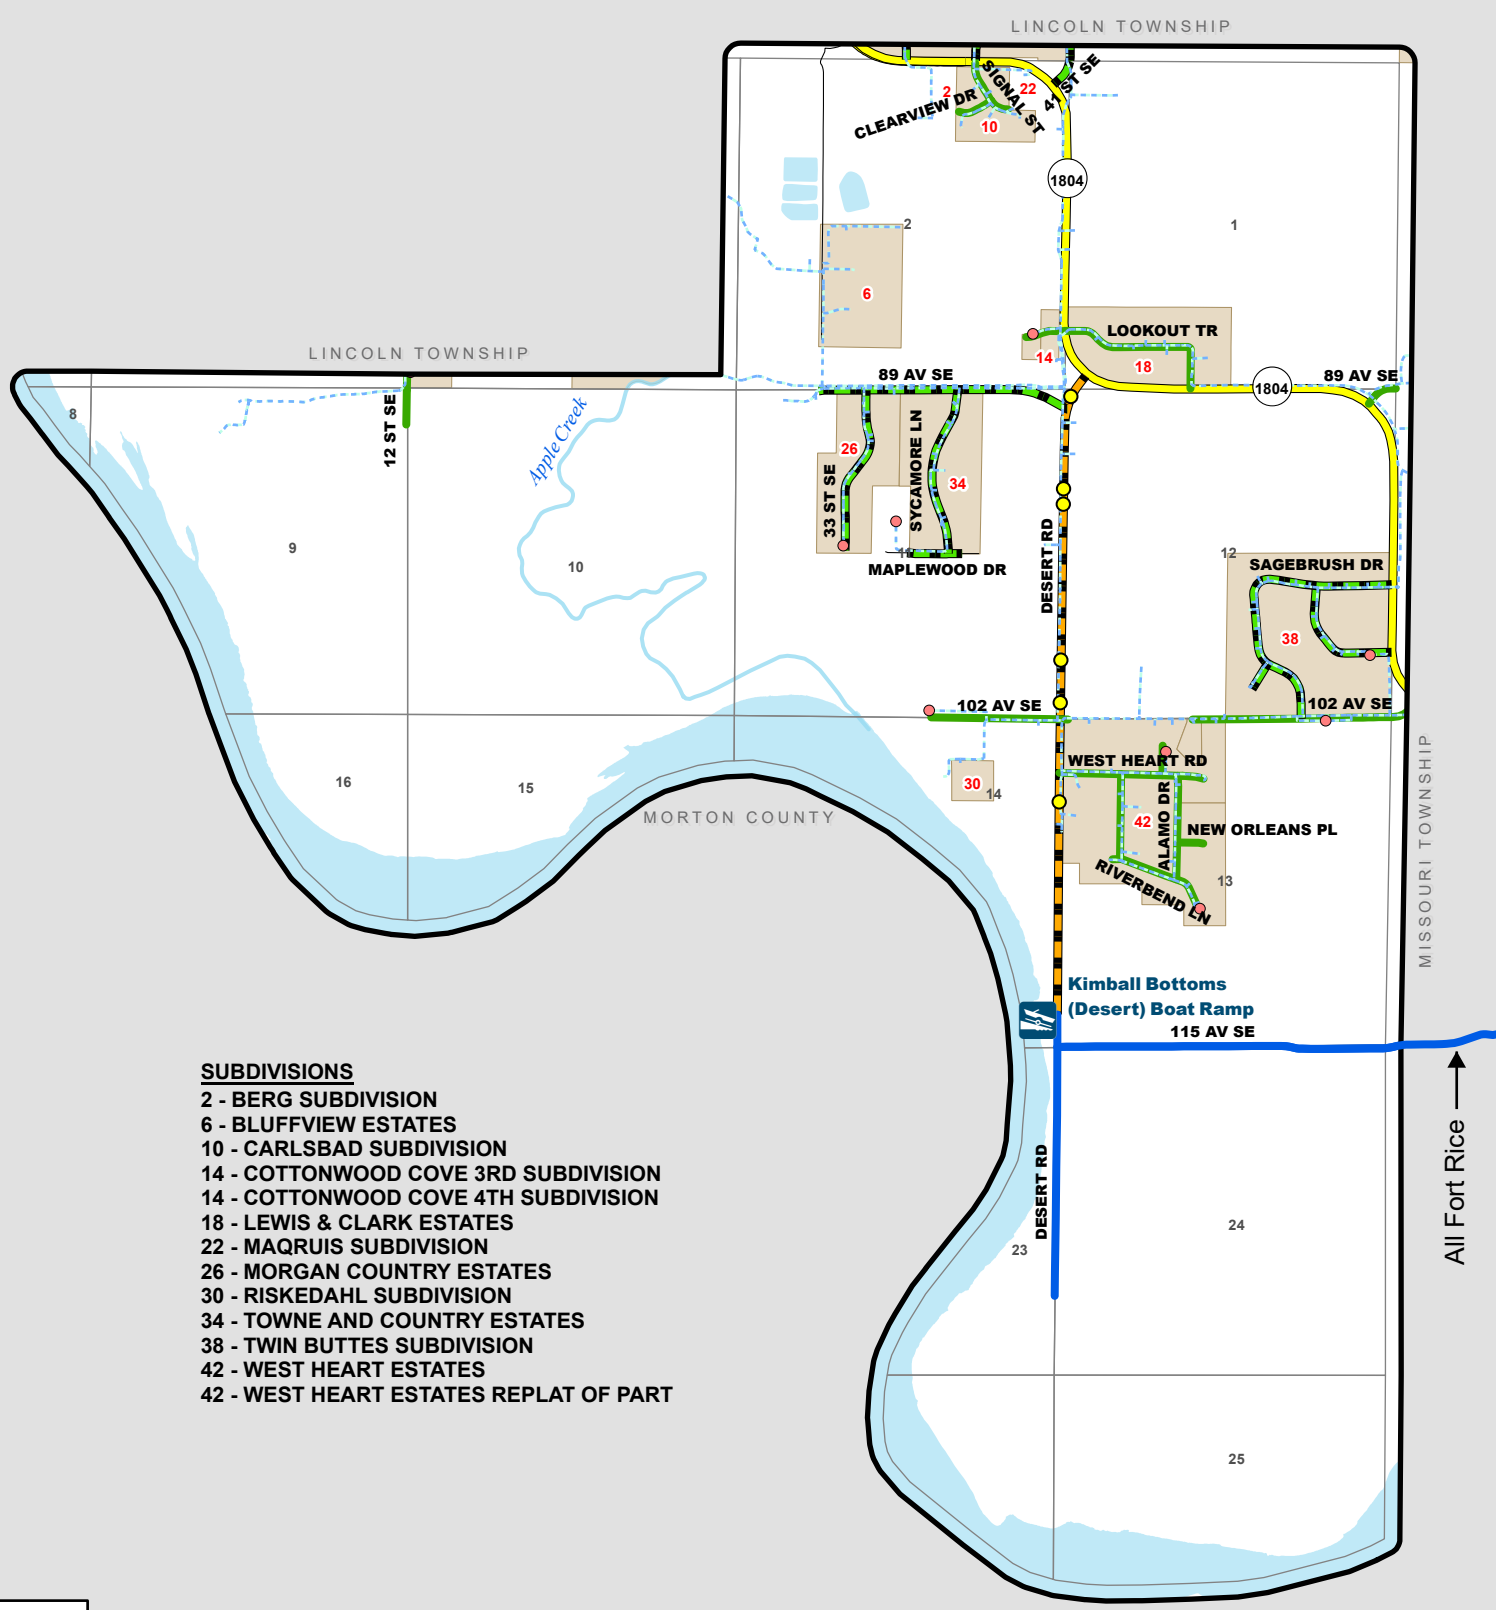 LINCOLN TOWNSHIP
41 ST SE
SIGNAL ST
2
22
CLEARVIEW DR
10
1804
2
1
6
LOOKOUT TR
LINCOLN TOWNSHIP
14
18
89 AV SE
89 AV SE
1804
8
12 ST SE
Apple Creek
26
SYCAMORE LN
34
33 ST SE
9
10
11
12
MAPLEWOOD DR
DESERT RD
SAGEBRUSH DR
38
102 AV SE
102 AV SE
WEST HEART RD
16
15
30
14
MORTON COUNTY
42
ALAMO DR
NEW ORLEANS PL
MISSOURI TOWNSHIP
RIVERBEND LN
13
Kimball Bottoms
(Desert) Boat Ramp
115 AV SE
SUBDIVISIONS
2 - BERG SUBDIVISION
6 - BLUFFVIEW ESTATES
10 - CARLSBAD SUBDIVISION
14 - COTTONWOOD COVE 3RD SUBDIVISION
14 - COTTONWOOD COVE 4TH SUBDIVISION
18 - LEWIS & CLARK ESTATES
22 - MAQRUIS SUBDIVISION
26 - MORGAN COUNTRY ESTATES
30 - RISKEDAHL SUBDIVISION
34 - TOWNE AND COUNTRY ESTATES
38 - TWIN BUTTES SUBDIVISION
42 - WEST HEART ESTATES
42 - WEST HEART ESTATES REPLAT OF PART
DESERT RD
All Fort Rice
23
24
25